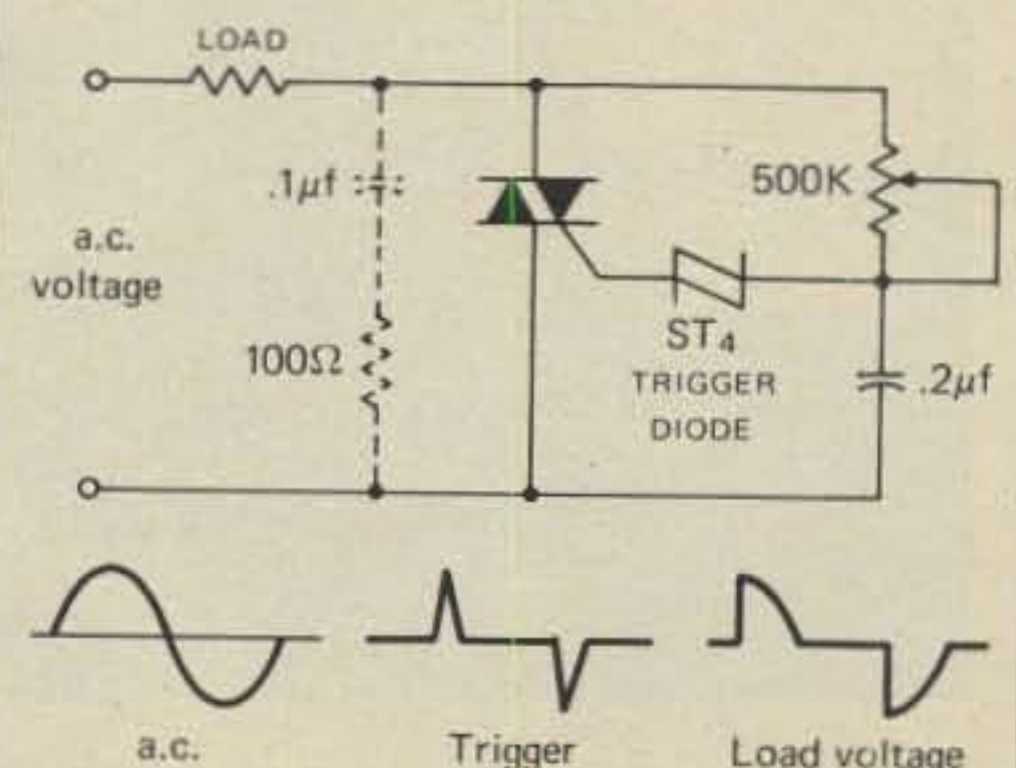 LOAD
.1µf
500K
a.c.
voltage
100Ω
ST₄
TRIGGER
DIODE
.2µf
a.c.
Trigger
Load voltage